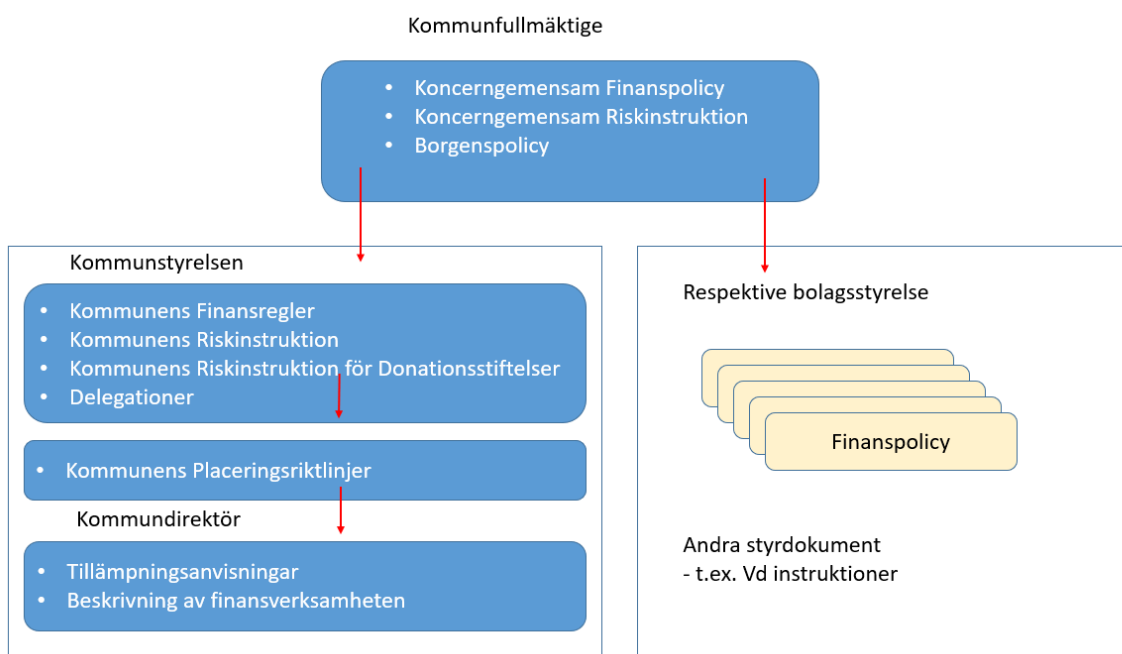 Kommunfullmäktige
• Koncerngemensam Finanspolicy
• Koncerngemensam Riskinstruktion
• Borgenspolicy
Kommunstyrelsen
• Kommunens Finansregler
• Kommunens Riskinstruktion
• Kommunens Riskinstruktion för Donationsstiftelser
• Delegationer
• Kommunens Placeringsriktlinjer
Kommundirektör
• Tillämpningsanvisningar
• Beskrivning av finansverksamheten
Respektive bolagsstyrelse
Finanspolicy
Andra styrdokument
- t.ex. Vd instruktioner